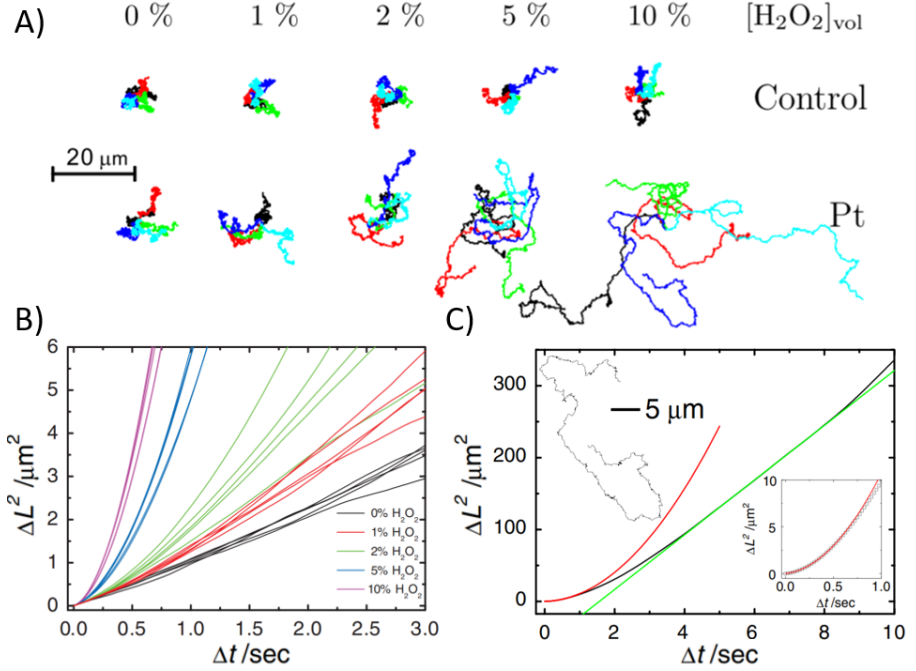 A)
0 % 1 % 2 % 5 % 10 % [H₂O₂]vol
Control
20 μm
Pt
B)
6
5
4
3
2
1
0
ΔL² /μm²
0% H₂O₂
1% H₂O₂
2% H₂O₂
5% H₂O₂
10% H₂O₂
0.0 0.5 1.0 1.5 2.0 2.5 3.0
Δt /sec
C)
300
200
100
0
ΔL² /μm²
5 μm
10
5
0
ΔL² /μm²
0.0 0.5 1.0
Δt /sec
0 2 4 6 8 10
Δt /sec